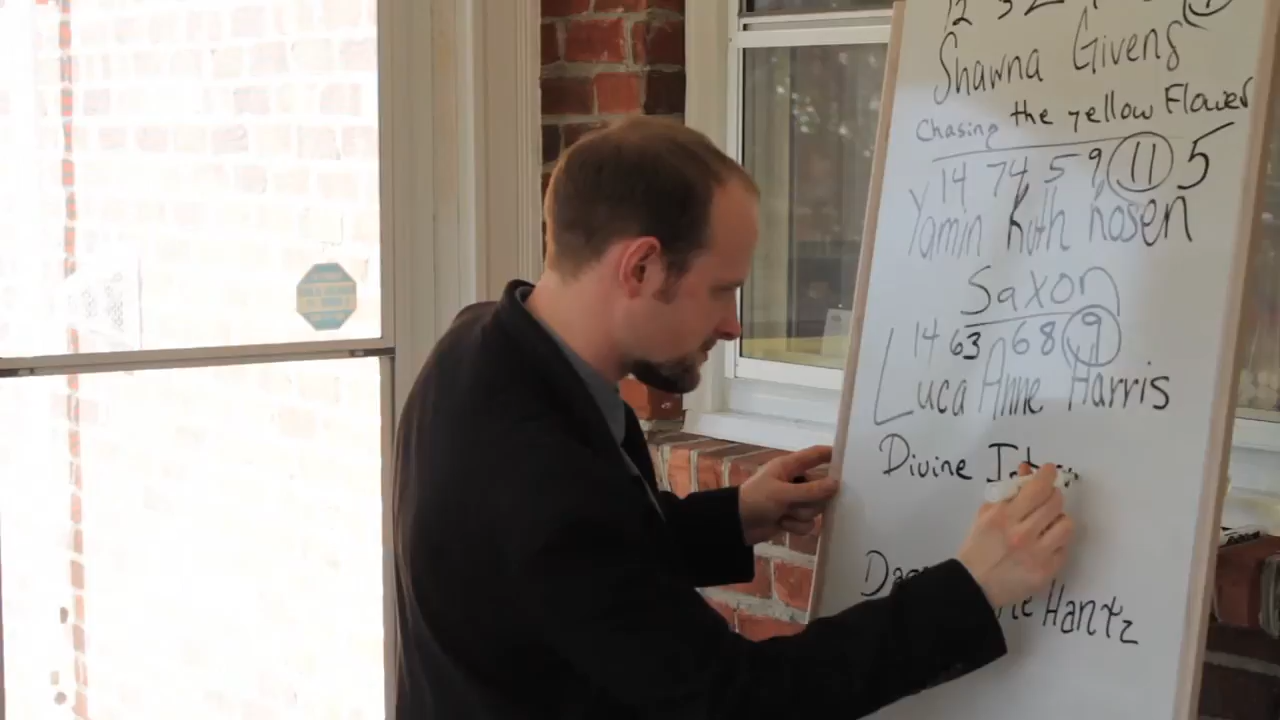 Shawna Givens
Chasing the yellow Flower
14 74 5 9 11 5
Yamin Ruth Rosen
Saxon
14 63 68 9
Luca Anne Harris
Divine
Hantz